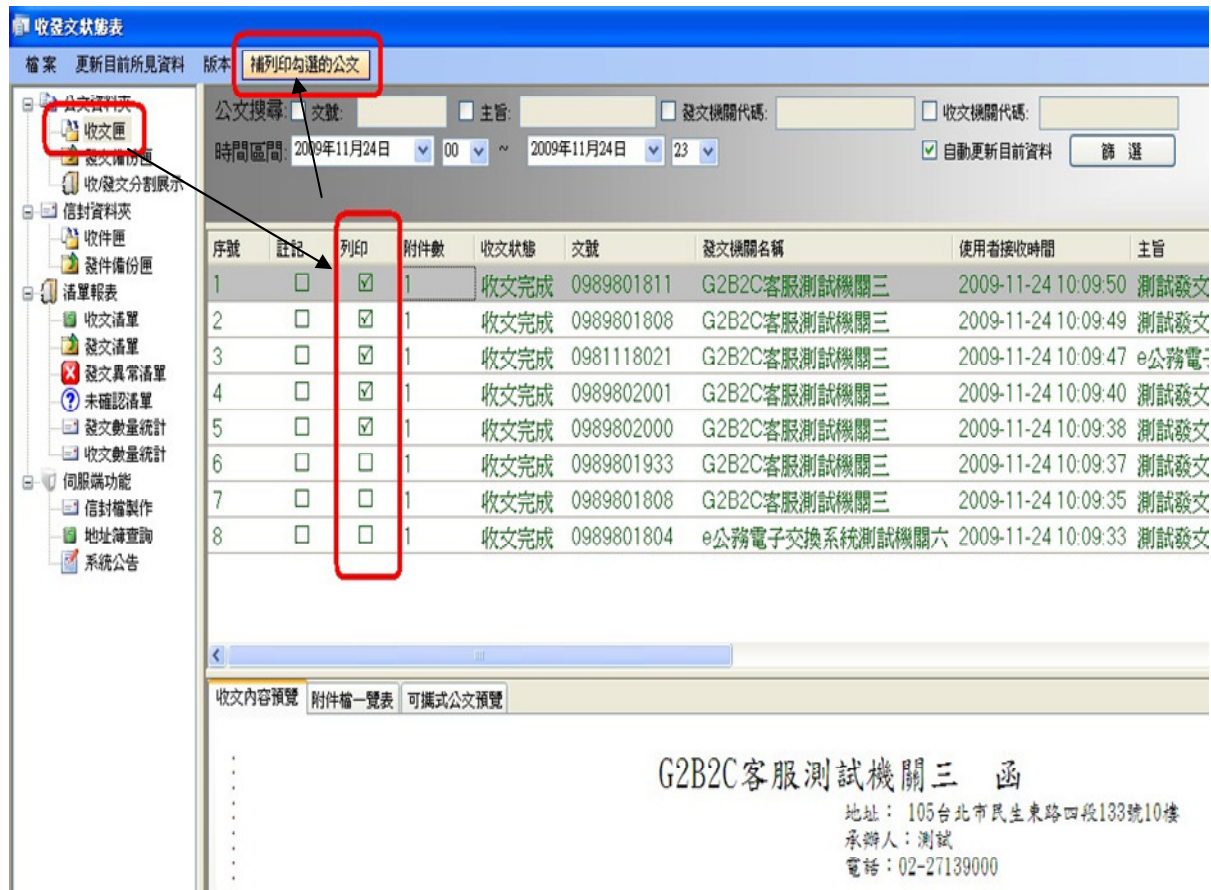 收發文狀態表
檔案 更新目前所見資料 版本 補列印勾選的公文
公文資料夾
收文匣
發文備份匣
收/發文分割展示
信封資料夾
收件匣
發件備份匣
清單報表
收文清單
發文清單
發文異常清單
未確認清單
發文數量統計
收文數量統計
伺服端功能
信封檔製作
地址簿查詢
系統公告
公文搜尋: 文號: 主旨: 發文機關代碼: 收文機關代碼:
時間區間: 2009年11月24日 00 ~ 2009年11月24日 23 自動更新目前資料 篩 選
序號 註記 列印 附件數 收文狀態 文號 發文機關名稱 使用者接收時間 主旨
1 1 收文完成 0989801811 G2B2C客服測試機關三 2009-11-24 10:09:50 測試發文
2 1 收文完成 0989801808 G2B2C客服測試機關三 2009-11-24 10:09:49 測試發文
3 1 收文完成 0981118021 G2B2C客服測試機關三 2009-11-24 10:09:47 e公務電子
4 1 收文完成 0989802001 G2B2C客服測試機關三 2009-11-24 10:09:40 測試發文
5 1 收文完成 0989802000 G2B2C客服測試機關三 2009-11-24 10:09:38 測試發文
6 1 收文完成 0989801933 G2B2C客服測試機關三 2009-11-24 10:09:37 測試發文
7 1 收文完成 0989801808 G2B2C客服測試機關三 2009-11-24 10:09:35 測試發文
8 1 收文完成 0989801804 e公務電子交換系統測試機關六 2009-11-24 10:09:33 測試發文
收文內容預覽 附件檔一覽表 可攜式公文預覽
G2B2C客服測試機關三 函
地址: 105台北市民生東路四段133號10樓
承辦人:測試
電話:02-27139000